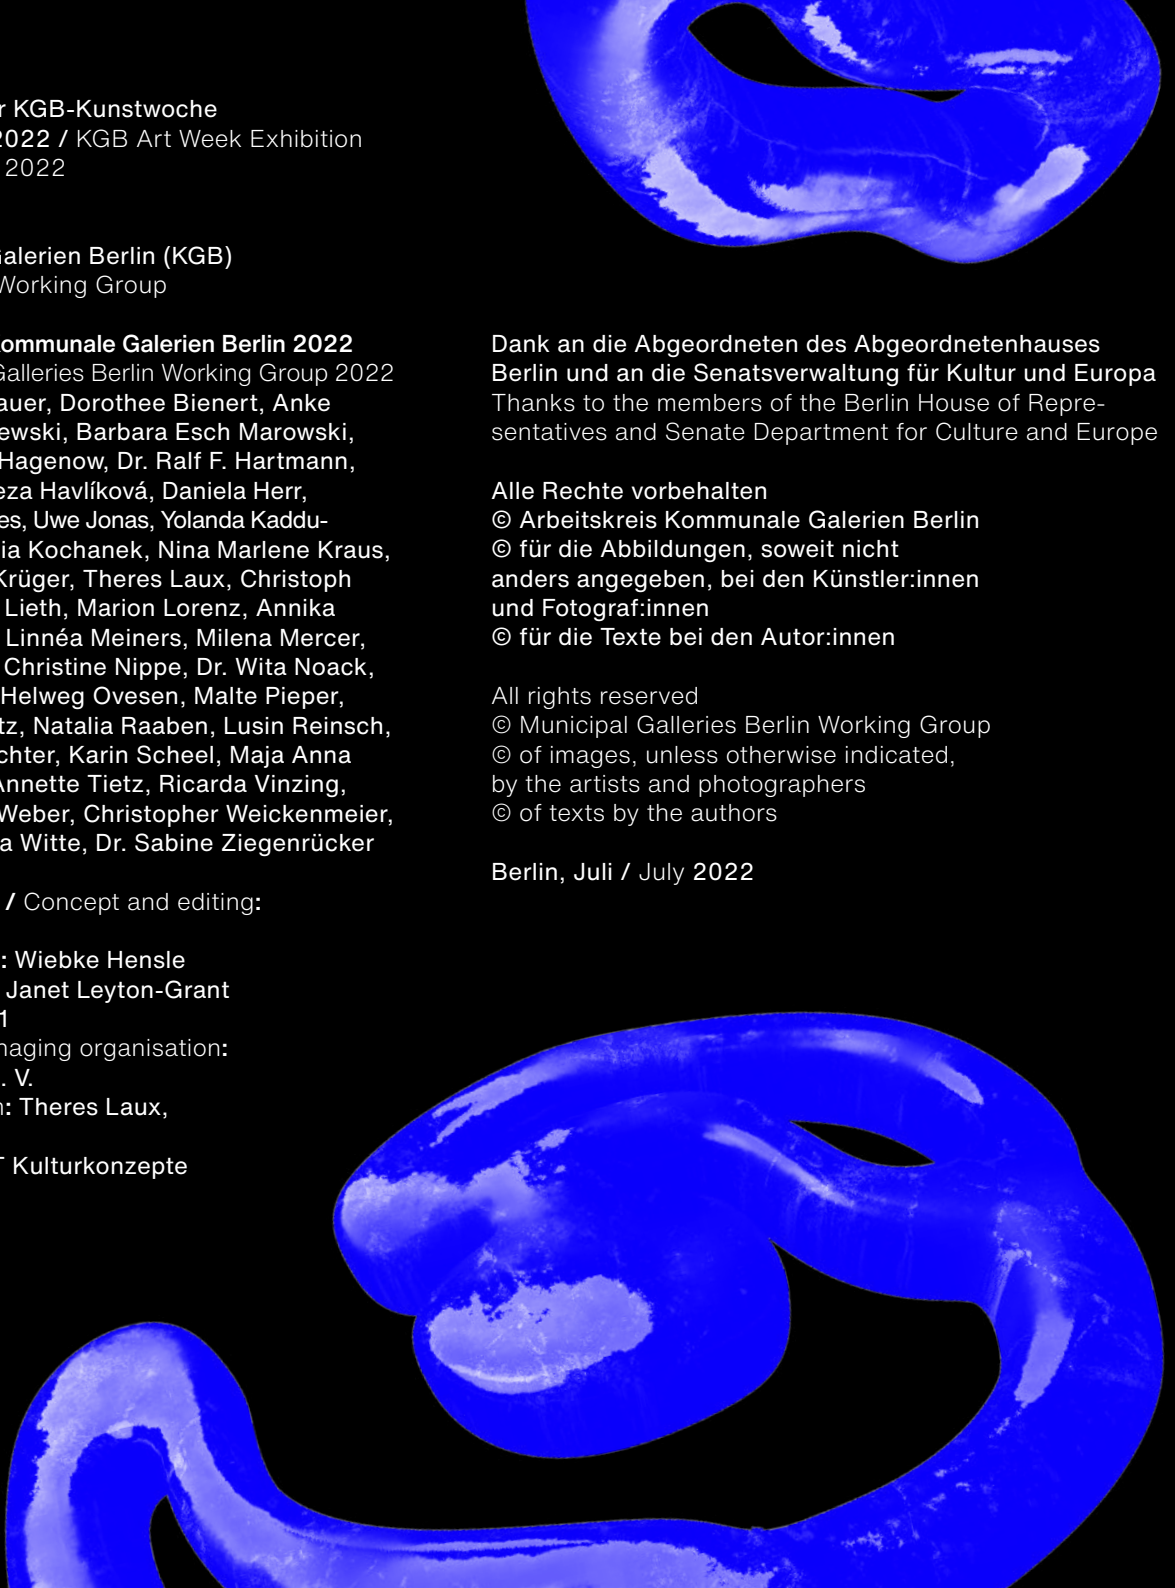 r KGB-Kunstwoche
2022 / KGB Art Week Exhibition
2022
Galerien Berlin (KGB)
Working Group
Kommunale Galerien Berlin 2022
Galleries Berlin Working Group 2022
auer, Dorothee Bienert, Anke
ewski, Barbara Esch Marowski,
Hagenow, Dr. Ralf F. Hartmann,
eza Havlíková, Daniela Herr,
es, Uwe Jonas, Yolanda Kaddu-
ia Kochanek, Nina Marlene Kraus,
Krüger, Theres Laux, Christoph
Lieth, Marion Lorenz, Annika
Linnéa Meiners, Milena Mercer,
Christine Nippe, Dr. Wita Noack,
Helweg Ovesen, Malte Pieper,
tz, Natalia Raaben, Lusin Reinsch,
chter, Karin Scheel, Maja Anna
Annette Tietz, Ricarda Vinzing,
Weber, Christopher Weickenmeier,
a Witte, Dr. Sabine Ziegenrücker
/ Concept and editing:
: Wiebke Hensle
Janet Leyton-Grant
1
naging organisation:
. V.
n: Theres Laux,
T Kulturkonzepte
Dank an die Abgeordneten des Abgeordnetenhauses
Berlin und an die Senatsverwaltung für Kultur und Europa
Thanks to the members of the Berlin House of Repre-
sentatives and Senate Department for Culture and Europe
Alle Rechte vorbehalten
© Arbeitskreis Kommunale Galerien Berlin
© für die Abbildungen, soweit nicht
anders angegeben, bei den Künstler:innen
und Fotograf:innen
© für die Texte bei den Autor:innen
All rights reserved
© Municipal Galleries Berlin Working Group
© of images, unless otherwise indicated,
by the artists and photographers
© of texts by the authors
Berlin, Juli / July 2022